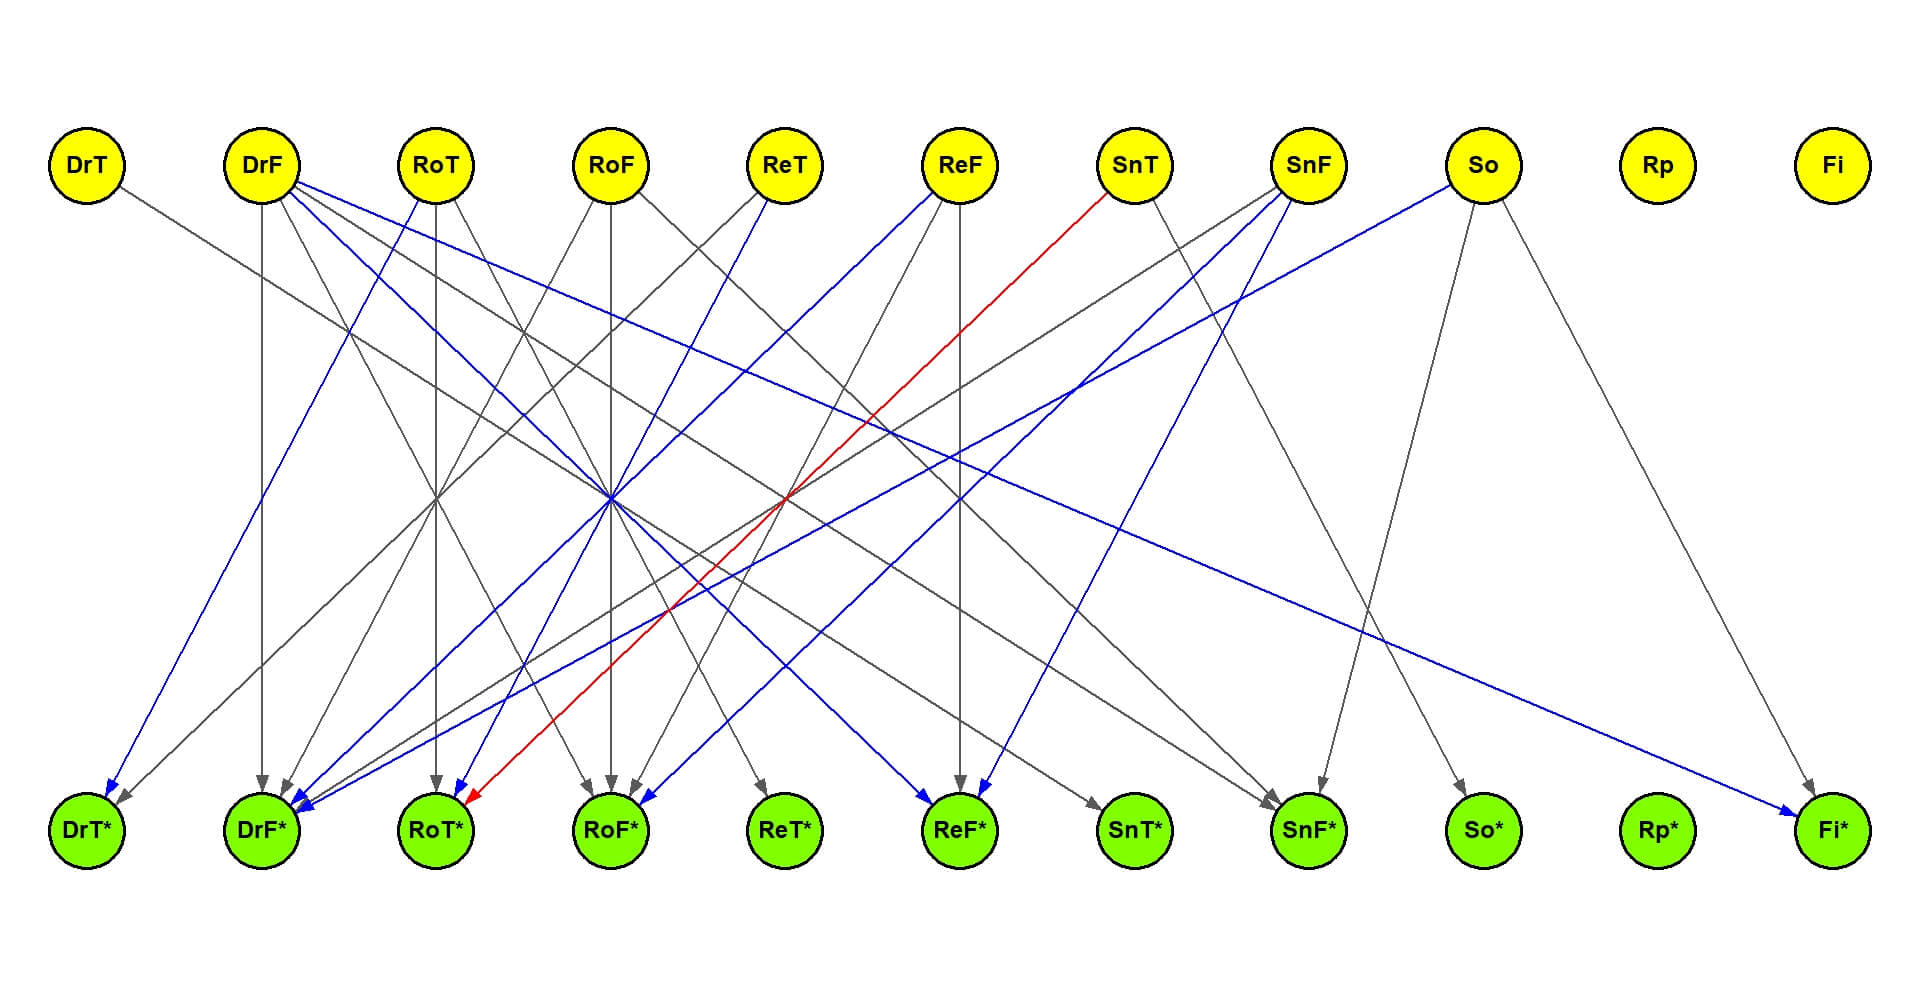 DrT DrF RoT RoF ReT ReF SnT SnF So Rp Fi
DrT* DrF* RoT* RoF* ReT* ReF* SnT* SnF* So* Rp* Fi*